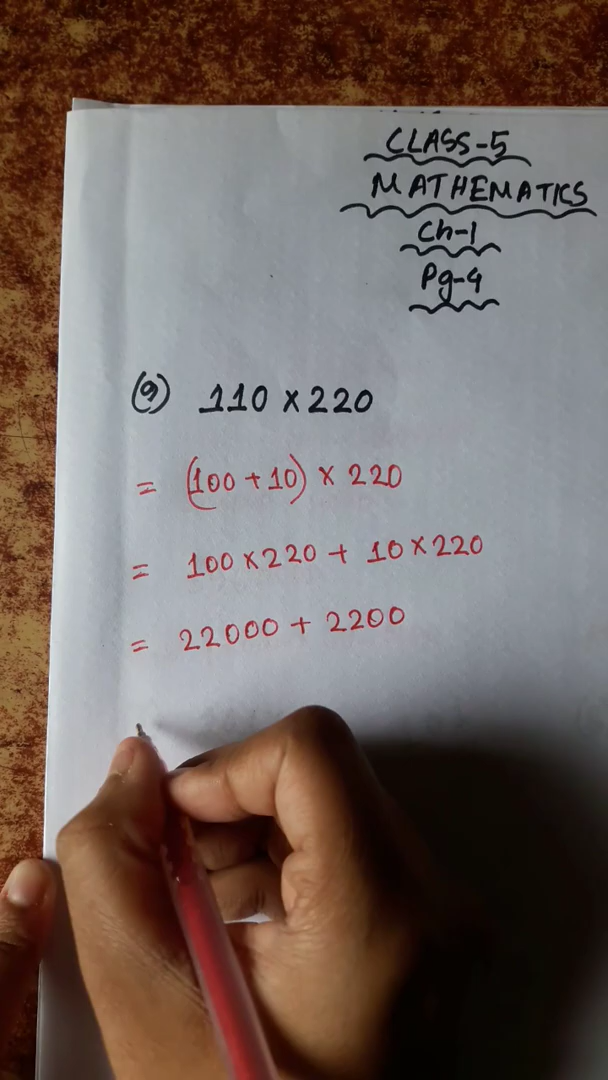 CLASS-5
MATHEMATICS
Ch-1
Pg-4
(9) 110 × 220
= (100 + 10) × 220
= 100 × 220 + 10 × 220
= 22000 + 2200